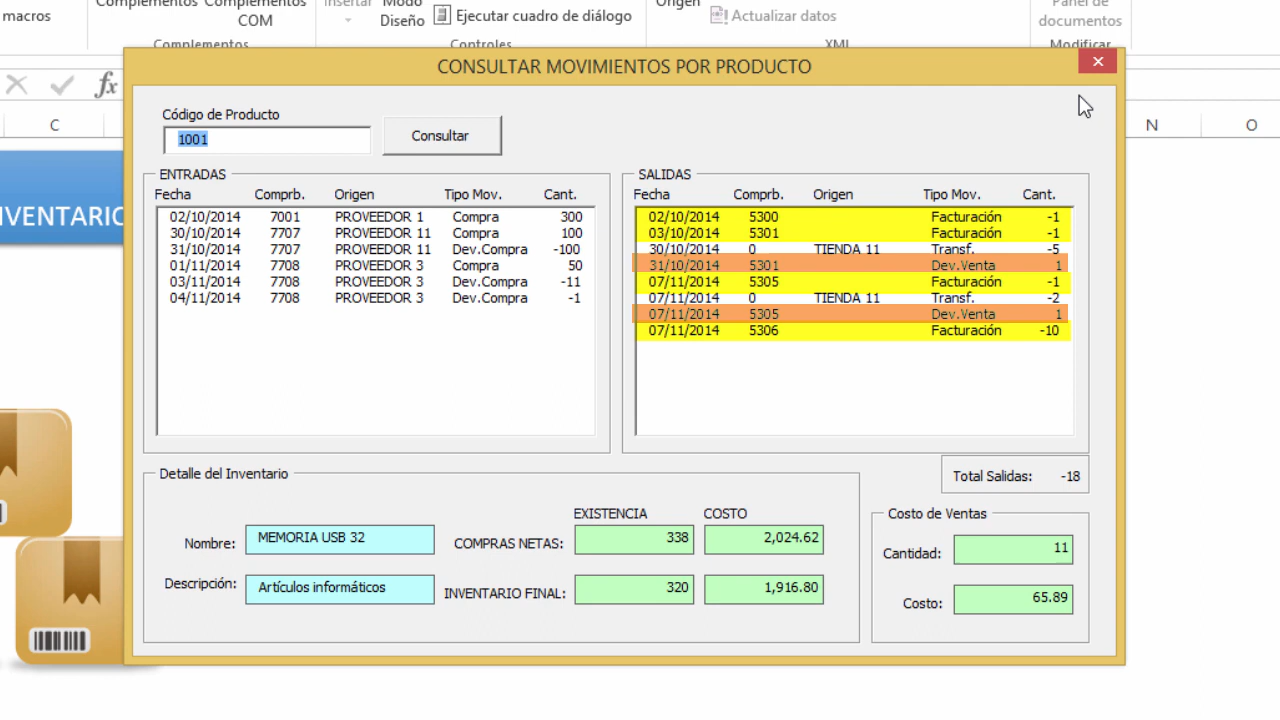 macros
Complementos
Complementos
COM
Complementos
Insertar
Modo
Diseño
Ejecutar cuadro de diálogo
Controles
Origen
Actualizar datos
XML
Panel de
documentos
Modificar
fx
C
N
O
CONSULTAR MOVIMIENTOS POR PRODUCTO
Código de Producto
1001
Consultar
NVENTARIO
ENTRADAS
Fecha Comprb. Origen Tipo Mov. Cant.
02/10/2014 7001 PROVEEDOR 1 Compra 300
30/10/2014 7707 PROVEEDOR 11 Compra 100
31/10/2014 7707 PROVEEDOR 11 Dev.Compra -100
01/11/2014 7708 PROVEEDOR 3 Compra 50
03/11/2014 7708 PROVEEDOR 3 Dev.Compra -11
04/11/2014 7708 PROVEEDOR 3 Dev.Compra -1
SALIDAS
Fecha Comprb. Origen Tipo Mov. Cant.
02/10/2014 5300 Facturación -1
03/10/2014 5301 Facturación -1
30/10/2014 0 TIENDA 11 Transf. -5
31/10/2014 5301 Dev.Venta 1
07/11/2014 5305 Facturación -1
07/11/2014 0 TIENDA 11 Transf. -2
07/11/2014 5305 Dev.Venta 1
07/11/2014 5306 Facturación -10
Total Salidas: -18
Detalle del Inventario
EXISTENCIA COSTO
Nombre: MEMORIA USB 32 COMPRAS NETAS: 338 2,024.62
Descripción: Artículos informáticos INVENTARIO FINAL: 320 1,916.80
Costo de Ventas
Cantidad: 11
Costo: 65.89